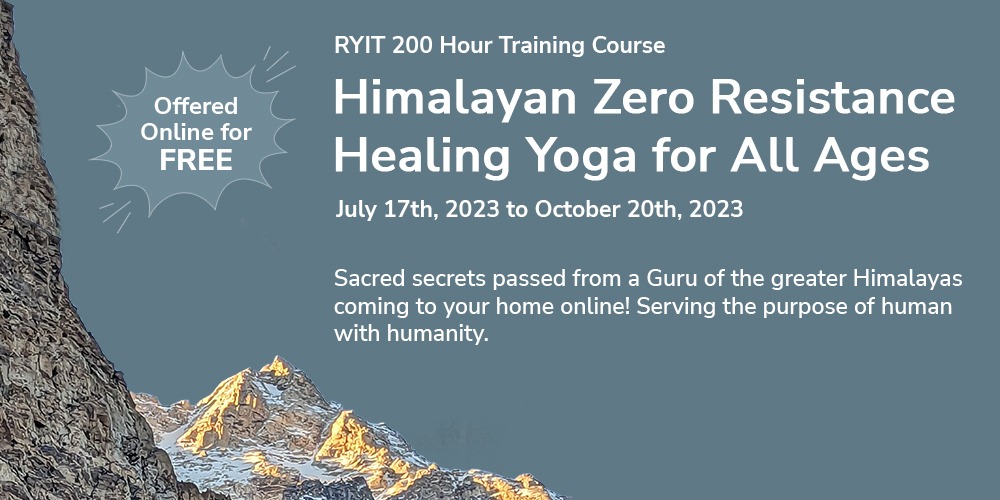 Offered
Online for
FREE
RYIT 200 Hour Training Course
Himalayan Zero Resistance
Healing Yoga for All Ages
July 17th, 2023 to October 20th, 2023
Sacred secrets passed from a Guru of the greater Himalayas
coming to your home online! Serving the purpose of human
with humanity.